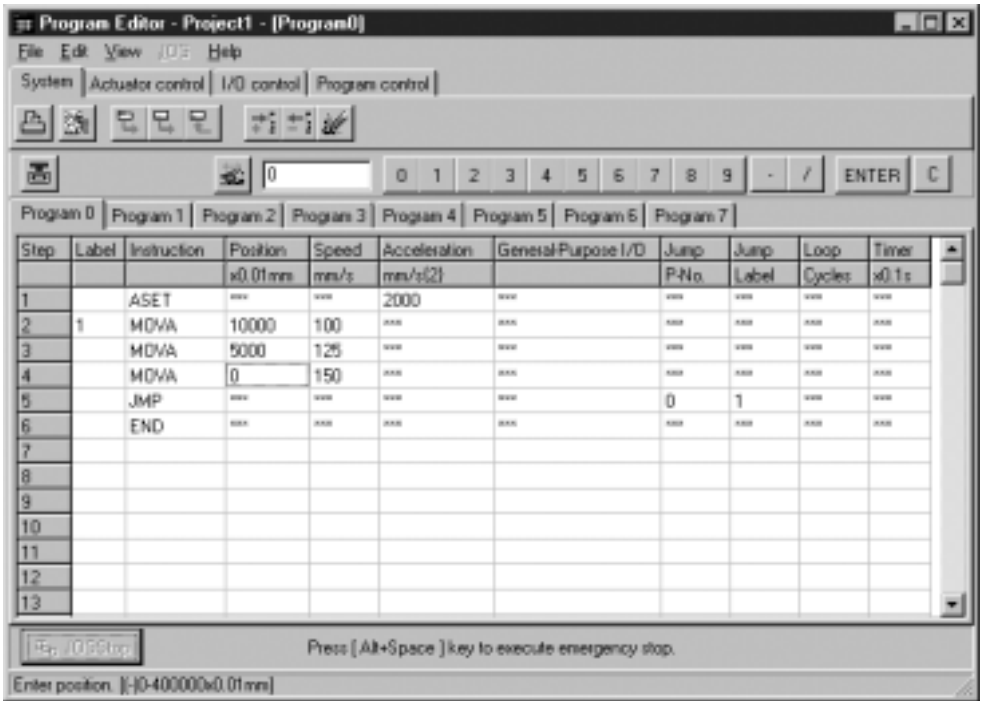 Program Editor - Project1 - [Program0]
File Edit View JOG Help
System Actuator control I/O control Program control
0 0 1 2 3 4 5 6 7 8 9 - / ENTER C
Program 0 Program 1 Program 2 Program 3 Program 4 Program 5 Program 6 Program 7
Step Label Instruction Position Speed Acceleration General-Purpose I/O Jump Jump Loop Timer
x0.01mm mm/s mm/s(2) P-No. Label Cycles x0.1s
1 ASET *** *** 2000 *** *** *** *** ***
2 1 MOVA 10000 100 *** *** *** *** *** ***
3 MOVA 5000 125 *** *** *** *** *** ***
4 MOVA 0 150 *** *** *** *** *** ***
5 JMP *** *** *** *** 0 1 *** ***
6 END *** *** *** *** *** *** *** ***
7
8
9
10
11
12
13
JOGStop Press [ Alt+Space ] key to execute emergency stop.
Enter position. [(-)0-400000x0.01mm]